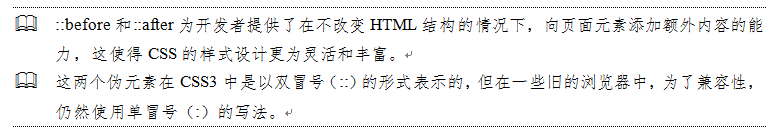 ::before 和::after 为开发者提供了在不改变 HTML 结构的情况下，向页面元素添加额外内容的能
力，这使得 CSS 的样式设计更为灵活和丰富。
这两个伪元素在 CSS3 中是以双冒号（::）的形式表示的，但在一些旧的浏览器中，为了兼容性，
仍然使用单冒号（:）的写法。